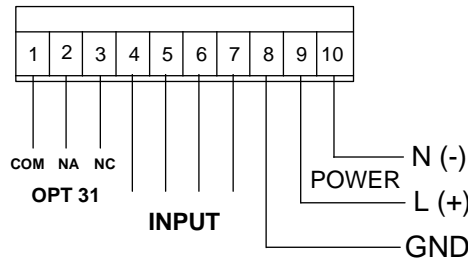 1 2 3 4 5 6 7 8 9 10
COM NA NC
OPT 31
INPUT
POWER
N (-)
L (+)
GND